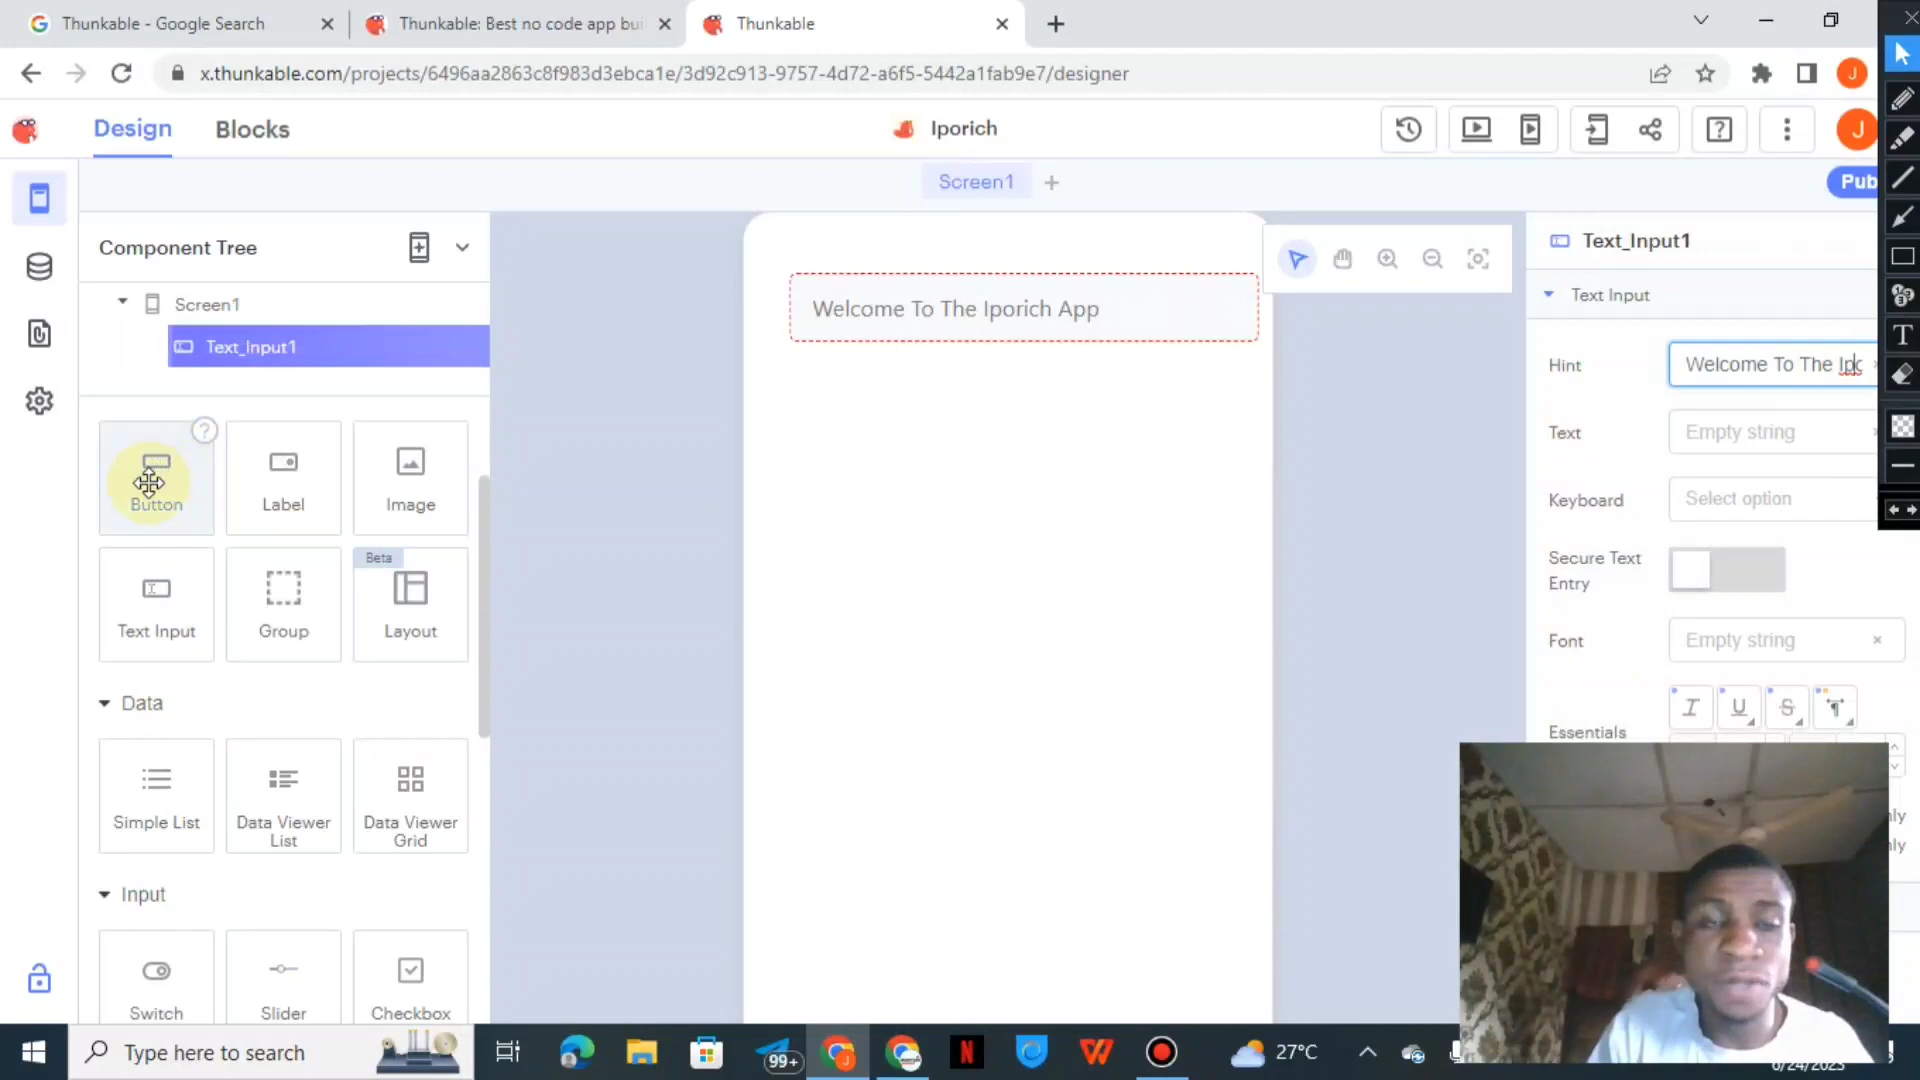 Thunkable - Google Search
Thunkable: Best no code app bui
Thunkable
x.thunkable.com/projects/6496aa2863c8f983d3ebca1e/3d92c913-9757-4d72-a6f5-5442a1fab9e7/designer
J
Design
Blocks
Iporich
J
Screen1
Pub
Component Tree
Screen1
Text_Input1
Button
Label
Image
Text Input
Group
Beta
Layout
Data
Simple List
Data Viewer
List
Data Viewer
Grid
Input
Switch
Slider
Checkbox
Welcome To The Iporich App
Text_Input1
Text Input
Hint
Welcome To The Ipo
Text
Empty string
Keyboard
Select option
Secure Text
Entry
Font
Empty string
Essentials
Type here to search
99+
27°C
6/24/2023